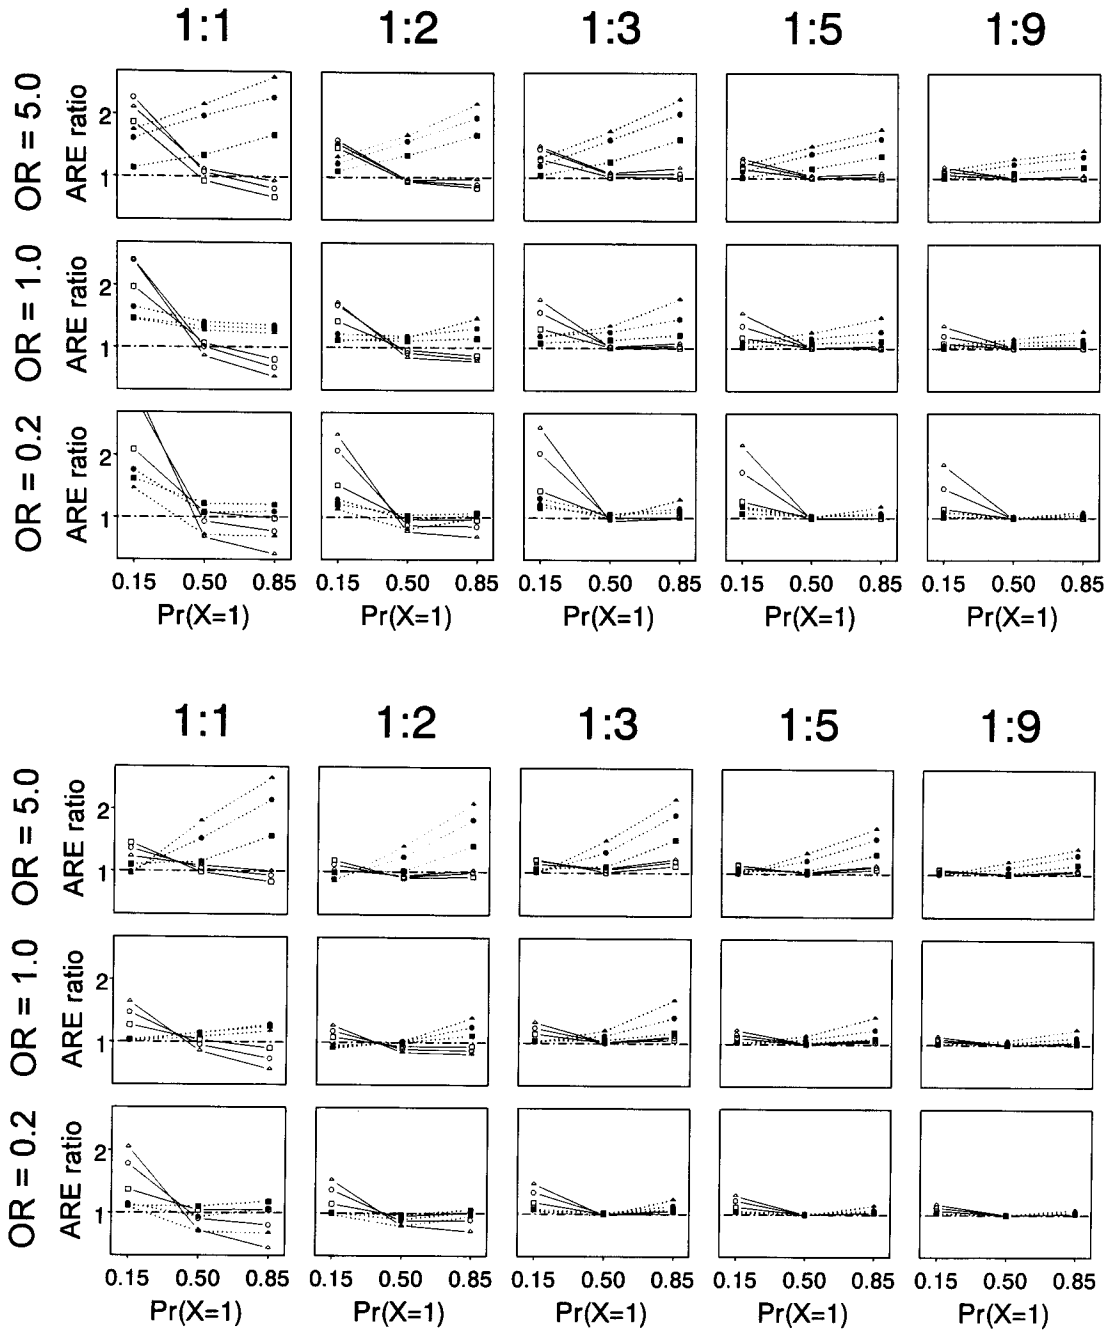 1:1 1:2 1:3 1:5 1:9
OR = 5.0
ARE ratio
2
1
OR = 1.0
ARE ratio
2
1
OR = 0.2
ARE ratio
2
1
0.15 0.50 0.85 0.15 0.50 0.85 0.15 0.50 0.85 0.15 0.50 0.85 0.15 0.50 0.85
Pr(X=1) Pr(X=1) Pr(X=1) Pr(X=1) Pr(X=1)
1:1 1:2 1:3 1:5 1:9
OR = 5.0
ARE ratio
2
1
OR = 1.0
ARE ratio
2
1
OR = 0.2
ARE ratio
2
1
0.15 0.50 0.85 0.15 0.50 0.85 0.15 0.50 0.85 0.15 0.50 0.85 0.15 0.50 0.85
Pr(X=1) Pr(X=1) Pr(X=1) Pr(X=1) Pr(X=1)